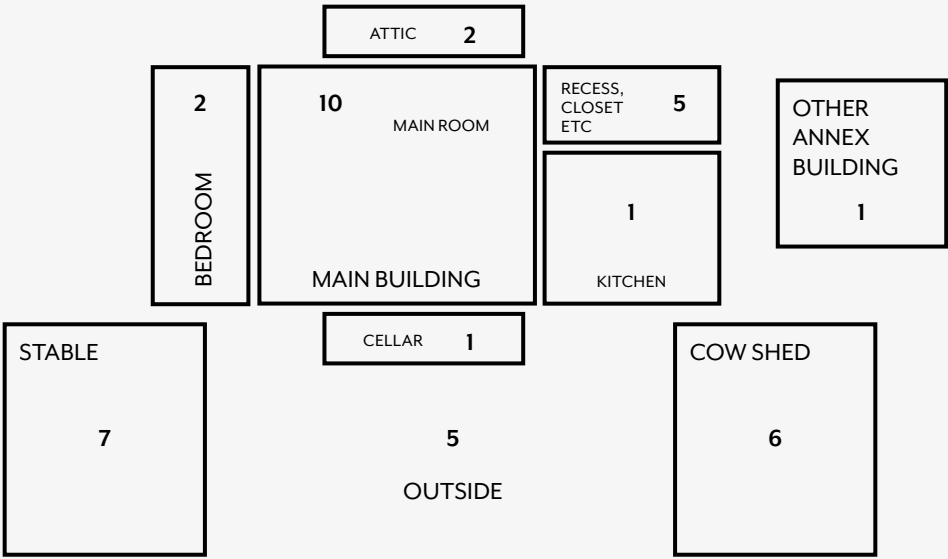 ATTIC 2
2
10
MAIN ROOM
BEDROOM
MAIN BUILDING
RECESS,
CLOSET 5
ETC
1
KITCHEN
OTHER
ANNEX
BUILDING
1
CELLAR 1
STABLE
7
5
OUTSIDE
COW SHED
6